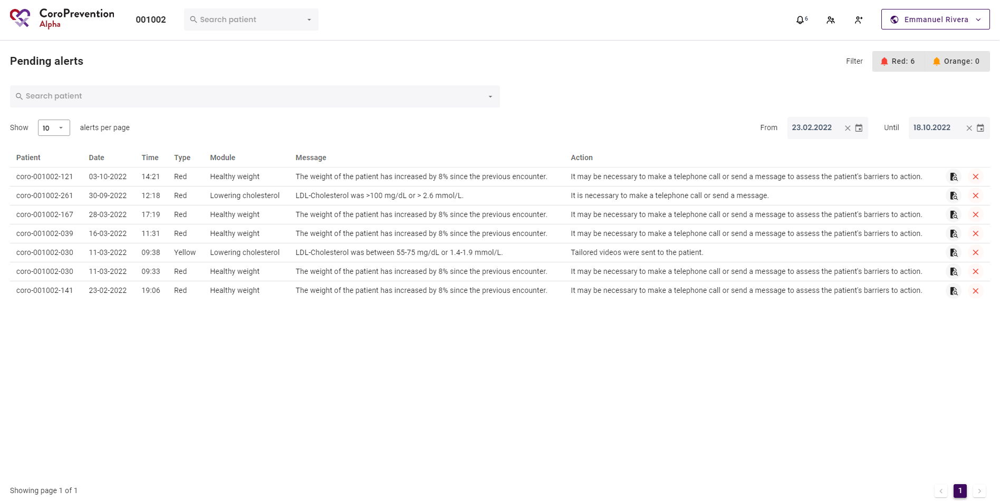 CoroPrevention
Alpha
001002
Search patient
6
Emmanuel Rivera
Pending alerts
Filter
Red: 6
Orange: 0
Search patient
Show 10 alerts per page
From 23.02.2022 Until 18.10.2022
Patient Date Time Type Module Message Action
coro-001002-121 03-10-2022 14:21 Red Healthy weight The weight of the patient has increased by 8% since the previous encounter. It may be necessary to make a telephone call or send a message to assess the patient's barriers to action.
coro-001002-261 30-09-2022 12:18 Red Lowering cholesterol LDL-Cholesterol was >100 mg/dL or > 2.6 mmol/L. It is necessary to make a telephone call or send a message.
coro-001002-167 28-03-2022 17:19 Red Healthy weight The weight of the patient has increased by 8% since the previous encounter. It may be necessary to make a telephone call or send a message to assess the patient's barriers to action.
coro-001002-039 16-03-2022 11:31 Red Healthy weight The weight of the patient has increased by 8% since the previous encounter. It may be necessary to make a telephone call or send a message to assess the patient's barriers to action.
coro-001002-030 11-03-2022 09:38 Yellow Lowering cholesterol LDL-Cholesterol was between 55-75 mg/dL or 1.4-1.9 mmol/L. Tailored videos were sent to the patient.
coro-001002-030 11-03-2022 09:33 Red Healthy weight The weight of the patient has increased by 8% since the previous encounter. It may be necessary to make a telephone call or send a message to assess the patient's barriers to action.
coro-001002-141 23-02-2022 19:06 Red Healthy weight The weight of the patient has increased by 8% since the previous encounter. It may be necessary to make a telephone call or send a message to assess the patient's barriers to action.
Showing page 1 of 1
1